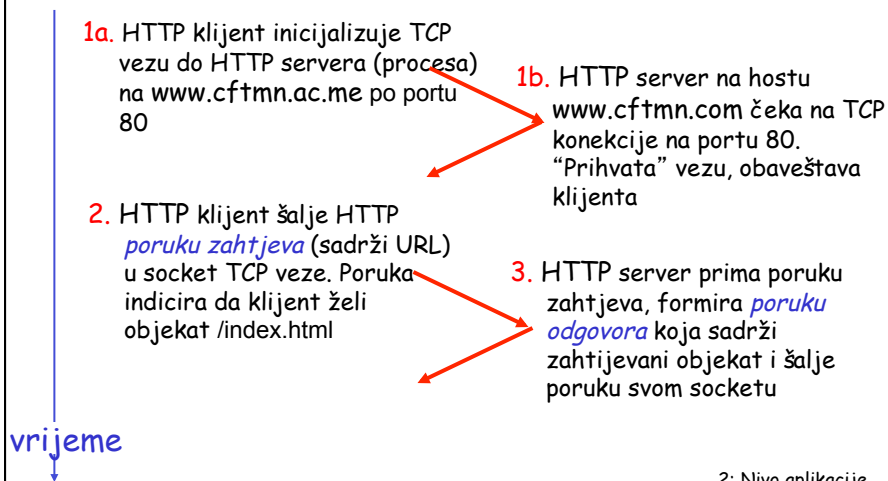 1a. HTTP klijent inicijalizuje TCP
vezu do HTTP servera (procesa)
na www.cftmn.ac.me po portu
80
1b. HTTP server na hostu
www.cftmn.com čeka na TCP
konekcije na portu 80.
“Prihvata” vezu, obaveštava
klijenta
2. HTTP klijent šalje HTTP
poruku zahtjeva (sadrži URL)
u socket TCP veze. Poruka
indicira da klijent želi
objekat /index.html
3. HTTP server prima poruku
zahtjeva, formira poruku
odgovora koja sadrži
zahtijevani objekat i šalje
poruku svom socketu
vrijeme
2: Nivo aplikacije